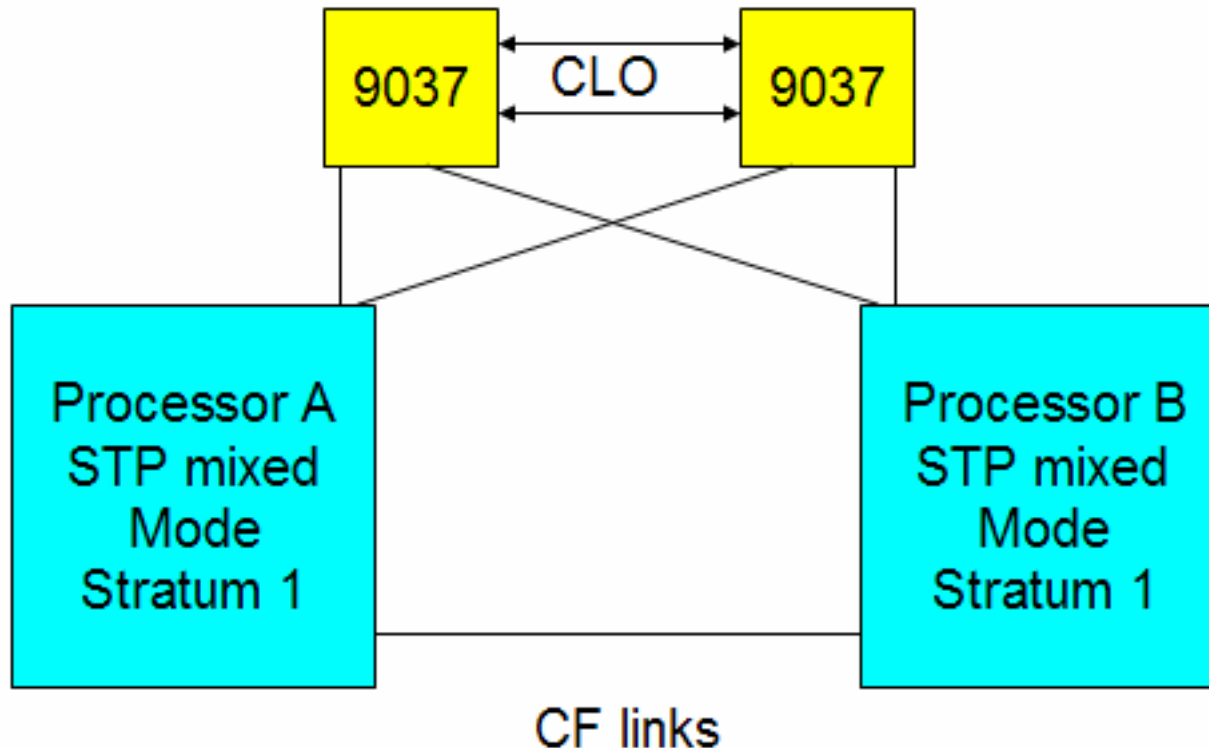 9037
CLO
9037
Processor A
STP mixed
Mode
Stratum 1
Processor B
STP mixed
Mode
Stratum 1
CF links